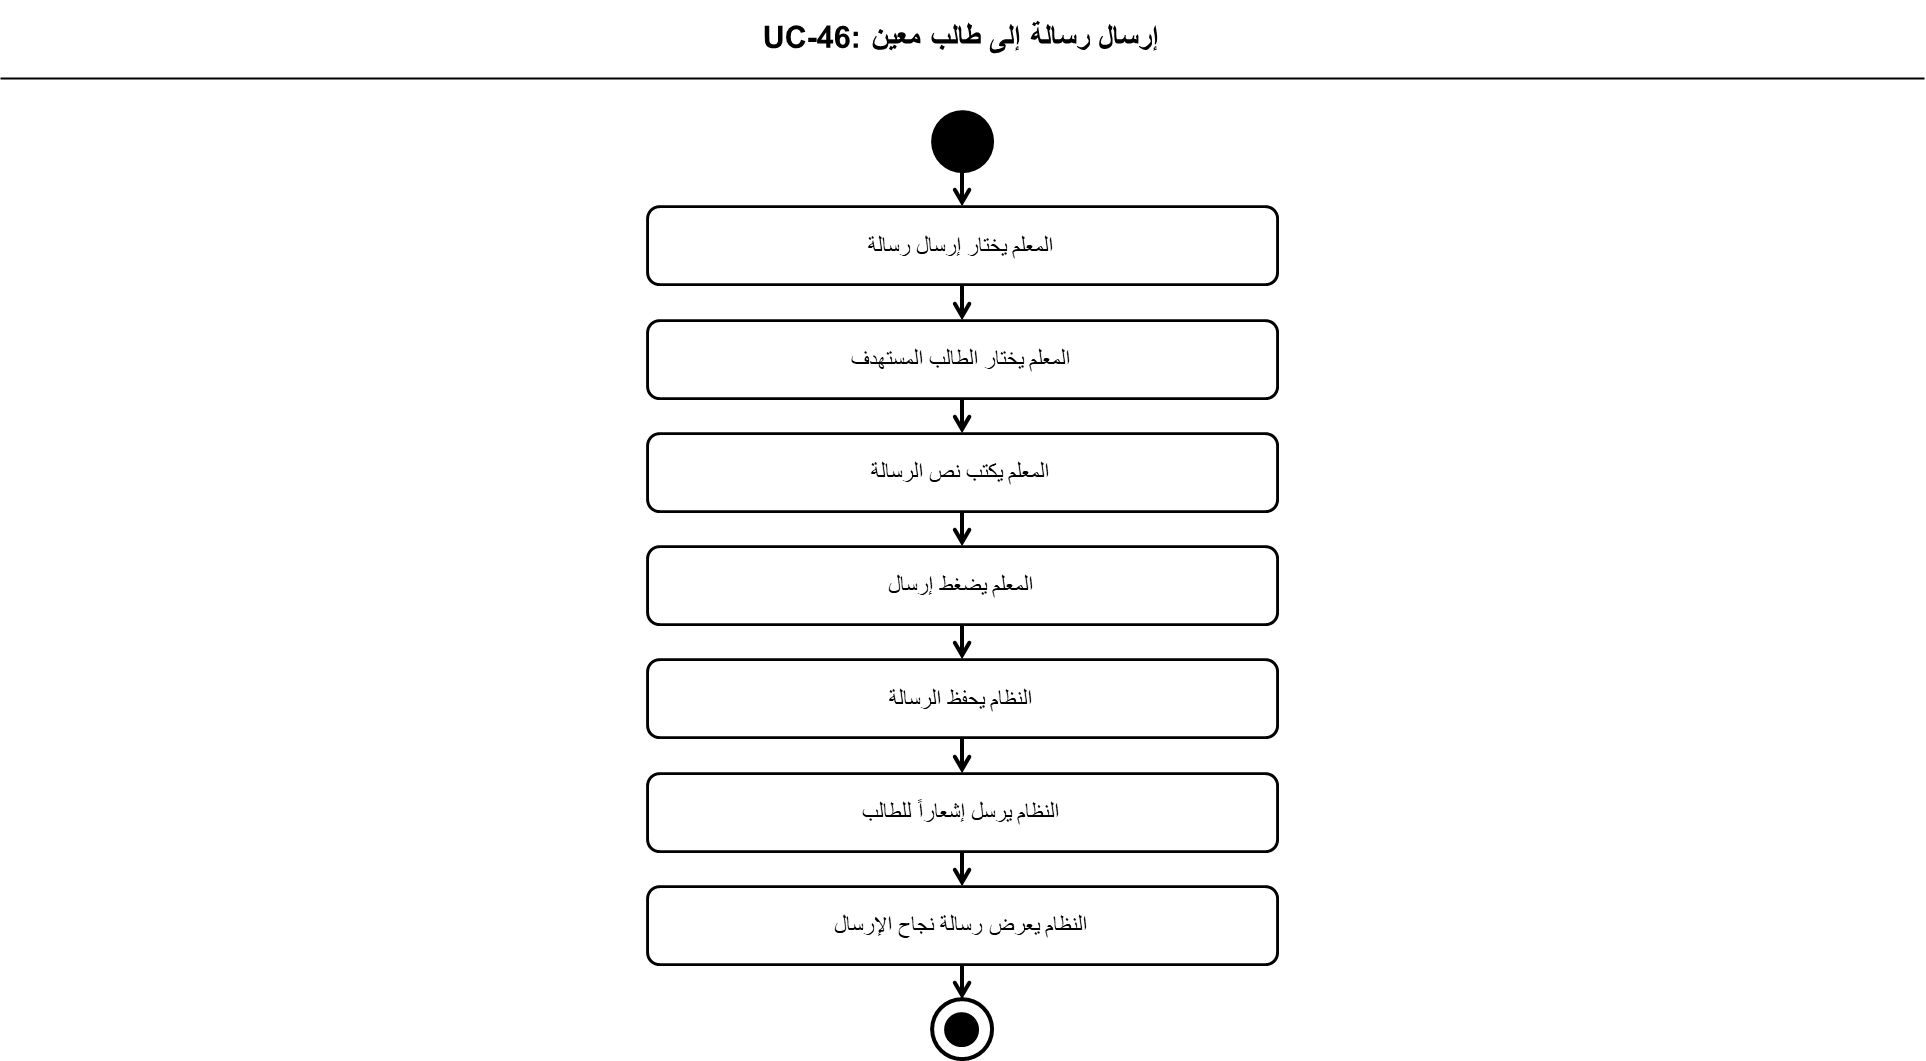 UC-46: إرسال رسالة إلى طالب معين
المعلم يختار إرسال رسالة
المعلم يختار الطالب المستهدف
المعلم يكتب نص الرسالة
المعلم يضغط إرسال
النظام يحفظ الرسالة
النظام يرسل إشعاراً للطالب
النظام يعرض رسالة نجاح الإرسال